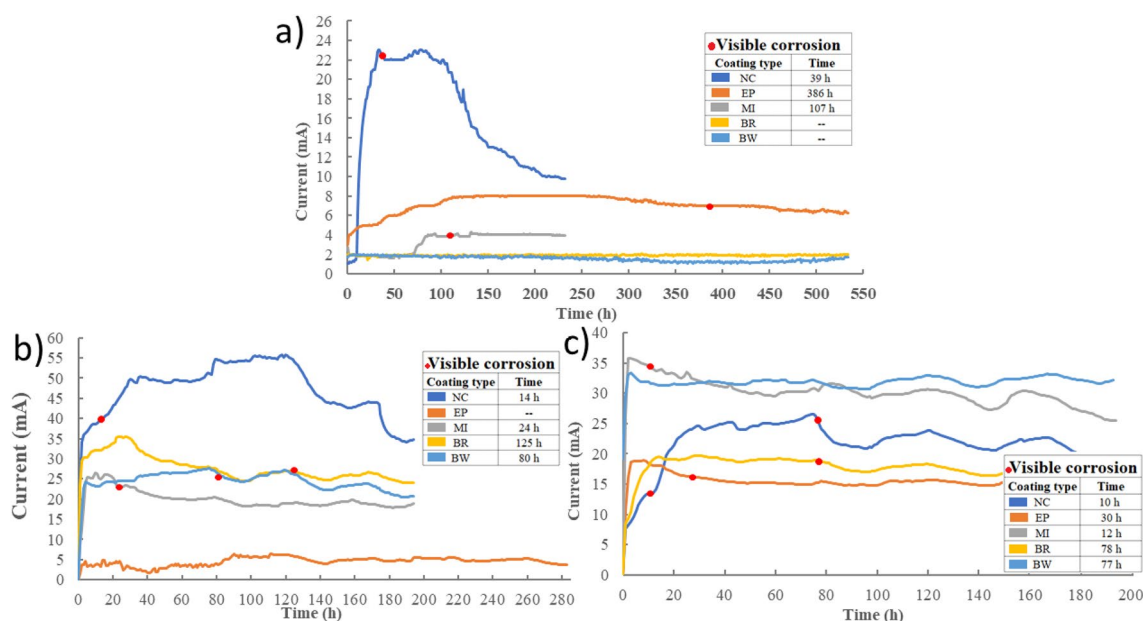 a)
Current (mA)
26
24
22
20
18
16
14
12
10
8
6
4
2
0
0 50 100 150 200 250 300 350 400 450 500 550
Time (h)
Visible corrosion
Coating type Time
NC 39 h
EP 386 h
MI 107 h
BR --
BW --
b)
Current (mA)
60
55
50
45
40
35
30
25
20
15
10
5
0
0 20 40 60 80 100 120 140 160 180 200 220 240 260 280
Time (h)
Visible corrosion
Coating type Time
NC 14 h
EP --
MI 24 h
BR 125 h
BW 80 h
c)
Current (mA)
40
35
30
25
20
15
10
5
0
0 20 40 60 80 100 120 140 160 180 200
Time (h)
Visible corrosion
Coating type Time
NC 10 h
EP 30 h
MI 12 h
BR 78 h
BW 77 h